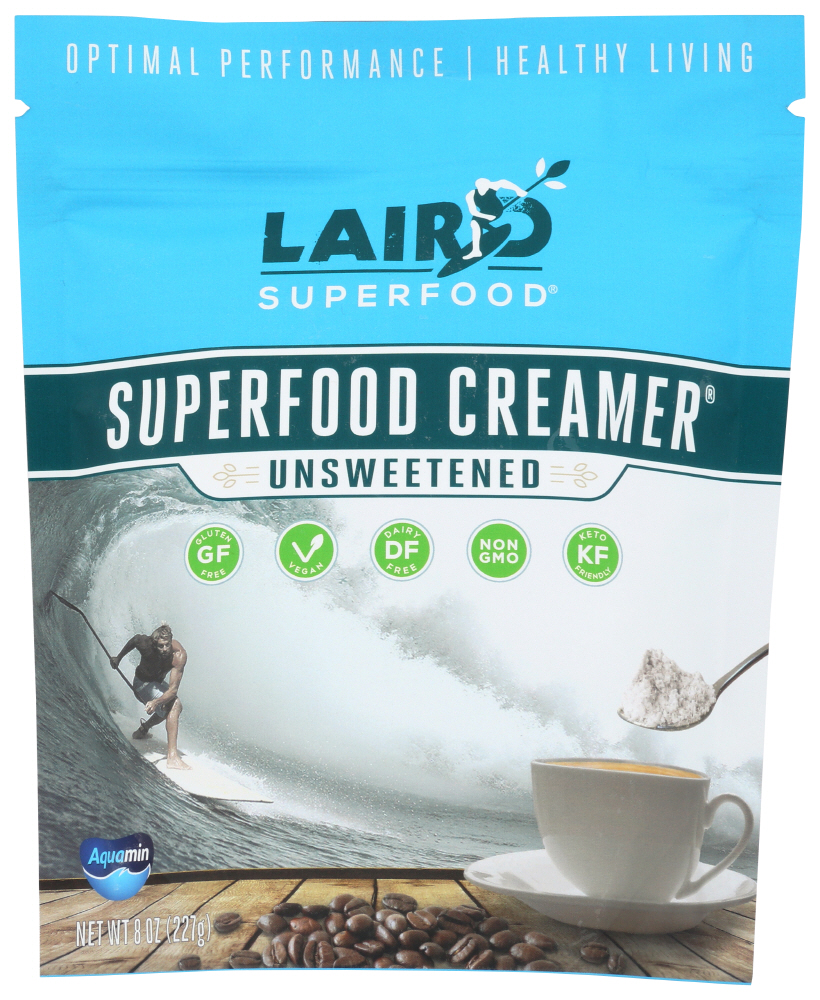 OPTIMAL PERFORMANCE | HEALTHY LIVING
LAIRD
SUPERFOOD®
SUPERFOOD CREAMER®
UNSWEETENED
GLUTEN
GF
FREE
VEGAN
DAIRY
DF
FREE
NON
GMO
KETO
KF
FRIENDLY
Aquamin
NET WT 8 OZ (227g)